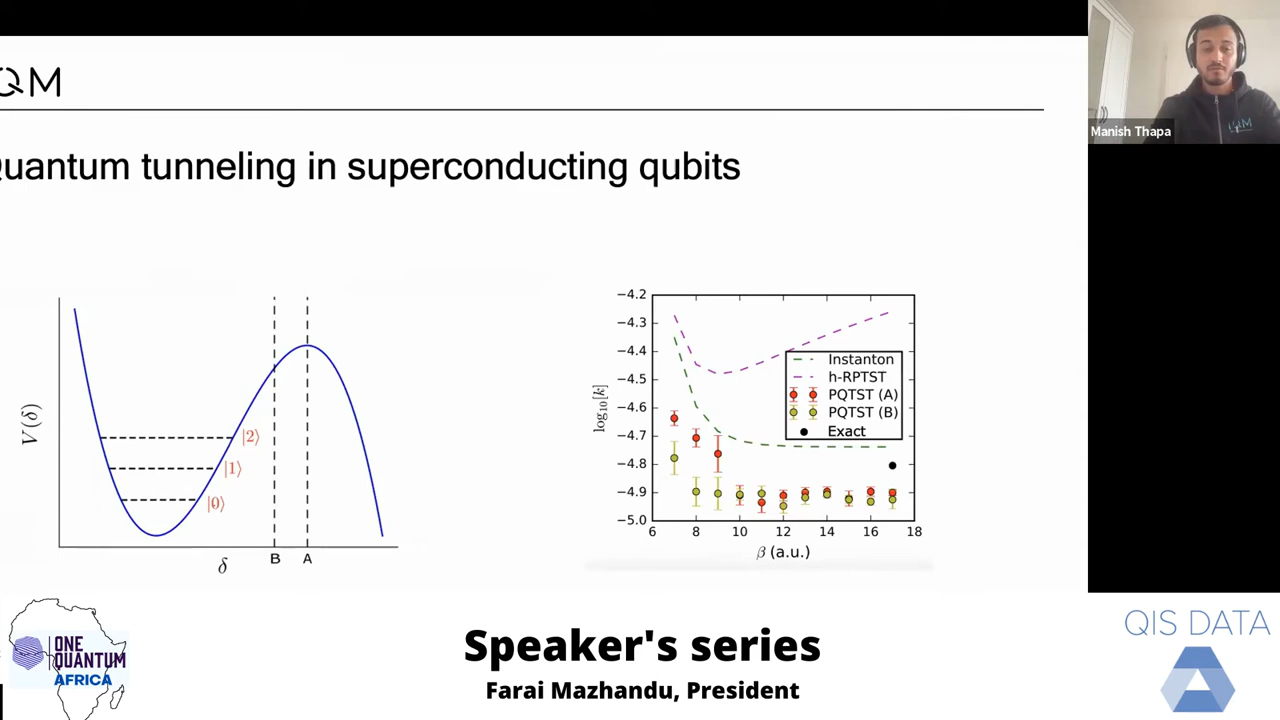 QM
Quantum tunneling in superconducting qubits
Manish Thapa
IQM
V(δ)
|2⟩
|1⟩
|0⟩
B A
δ
−4.2
−4.3
−4.4
−4.5
−4.6
−4.7
−4.8
−4.9
−5.0
log₁₀[k]
Instanton
h-RPTST
PQTST (A)
PQTST (B)
Exact
6 8 10 12 14 16 18
β (a.u.)
ONE
QUANTUM
AFRICA
Speaker's series
Farai Mazhandu, President
QIS DATA